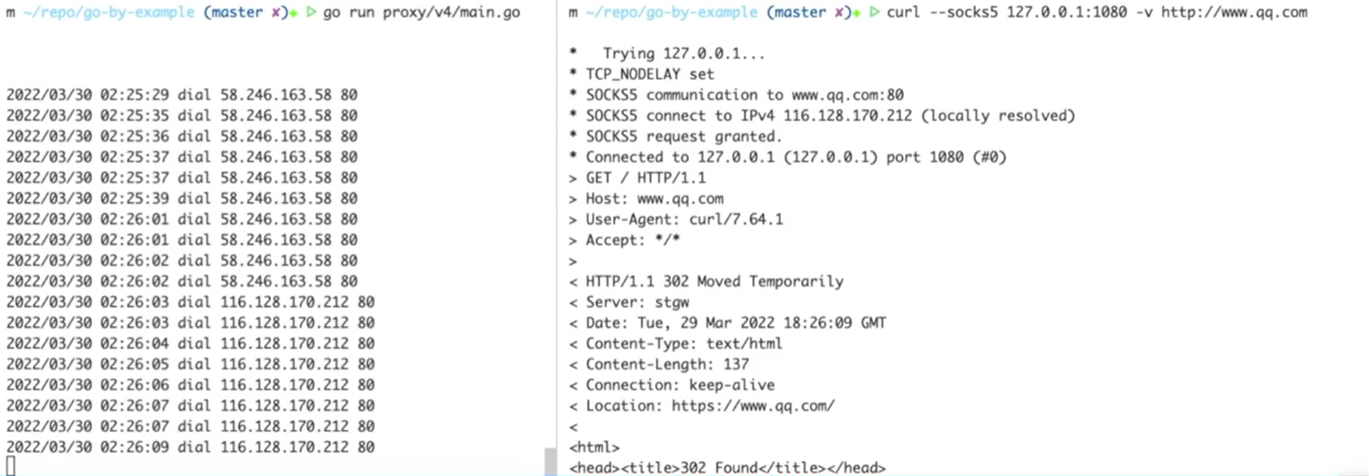 m ~/repo/go-by-example (master ✘)✦ ▷ go run proxy/v4/main.go
2022/03/30 02:25:29 dial 58.246.163.58 80
2022/03/30 02:25:35 dial 58.246.163.58 80
2022/03/30 02:25:36 dial 58.246.163.58 80
2022/03/30 02:25:37 dial 58.246.163.58 80
2022/03/30 02:25:37 dial 58.246.163.58 80
2022/03/30 02:25:39 dial 58.246.163.58 80
2022/03/30 02:26:01 dial 58.246.163.58 80
2022/03/30 02:26:01 dial 58.246.163.58 80
2022/03/30 02:26:02 dial 58.246.163.58 80
2022/03/30 02:26:02 dial 58.246.163.58 80
2022/03/30 02:26:03 dial 116.128.170.212 80
2022/03/30 02:26:03 dial 116.128.170.212 80
2022/03/30 02:26:04 dial 116.128.170.212 80
2022/03/30 02:26:05 dial 116.128.170.212 80
2022/03/30 02:26:06 dial 116.128.170.212 80
2022/03/30 02:26:07 dial 116.128.170.212 80
2022/03/30 02:26:07 dial 116.128.170.212 80
2022/03/30 02:26:09 dial 116.128.170.212 80
m ~/repo/go-by-example (master ✘)✦ ▷ curl --socks5 127.0.0.1:1080 -v http://www.qq.com
*   Trying 127.0.0.1...
* TCP_NODELAY set
* SOCKS5 communication to www.qq.com:80
* SOCKS5 connect to IPv4 116.128.170.212 (locally resolved)
* SOCKS5 request granted.
* Connected to 127.0.0.1 (127.0.0.1) port 1080 (#0)
> GET / HTTP/1.1
> Host: www.qq.com
> User-Agent: curl/7.64.1
> Accept: */*
>
< HTTP/1.1 302 Moved Temporarily
< Server: stgw
< Date: Tue, 29 Mar 2022 18:26:09 GMT
< Content-Type: text/html
< Content-Length: 137
< Connection: keep-alive
< Location: https://www.qq.com/
<
<html>
<head><title>302 Found</title></head>